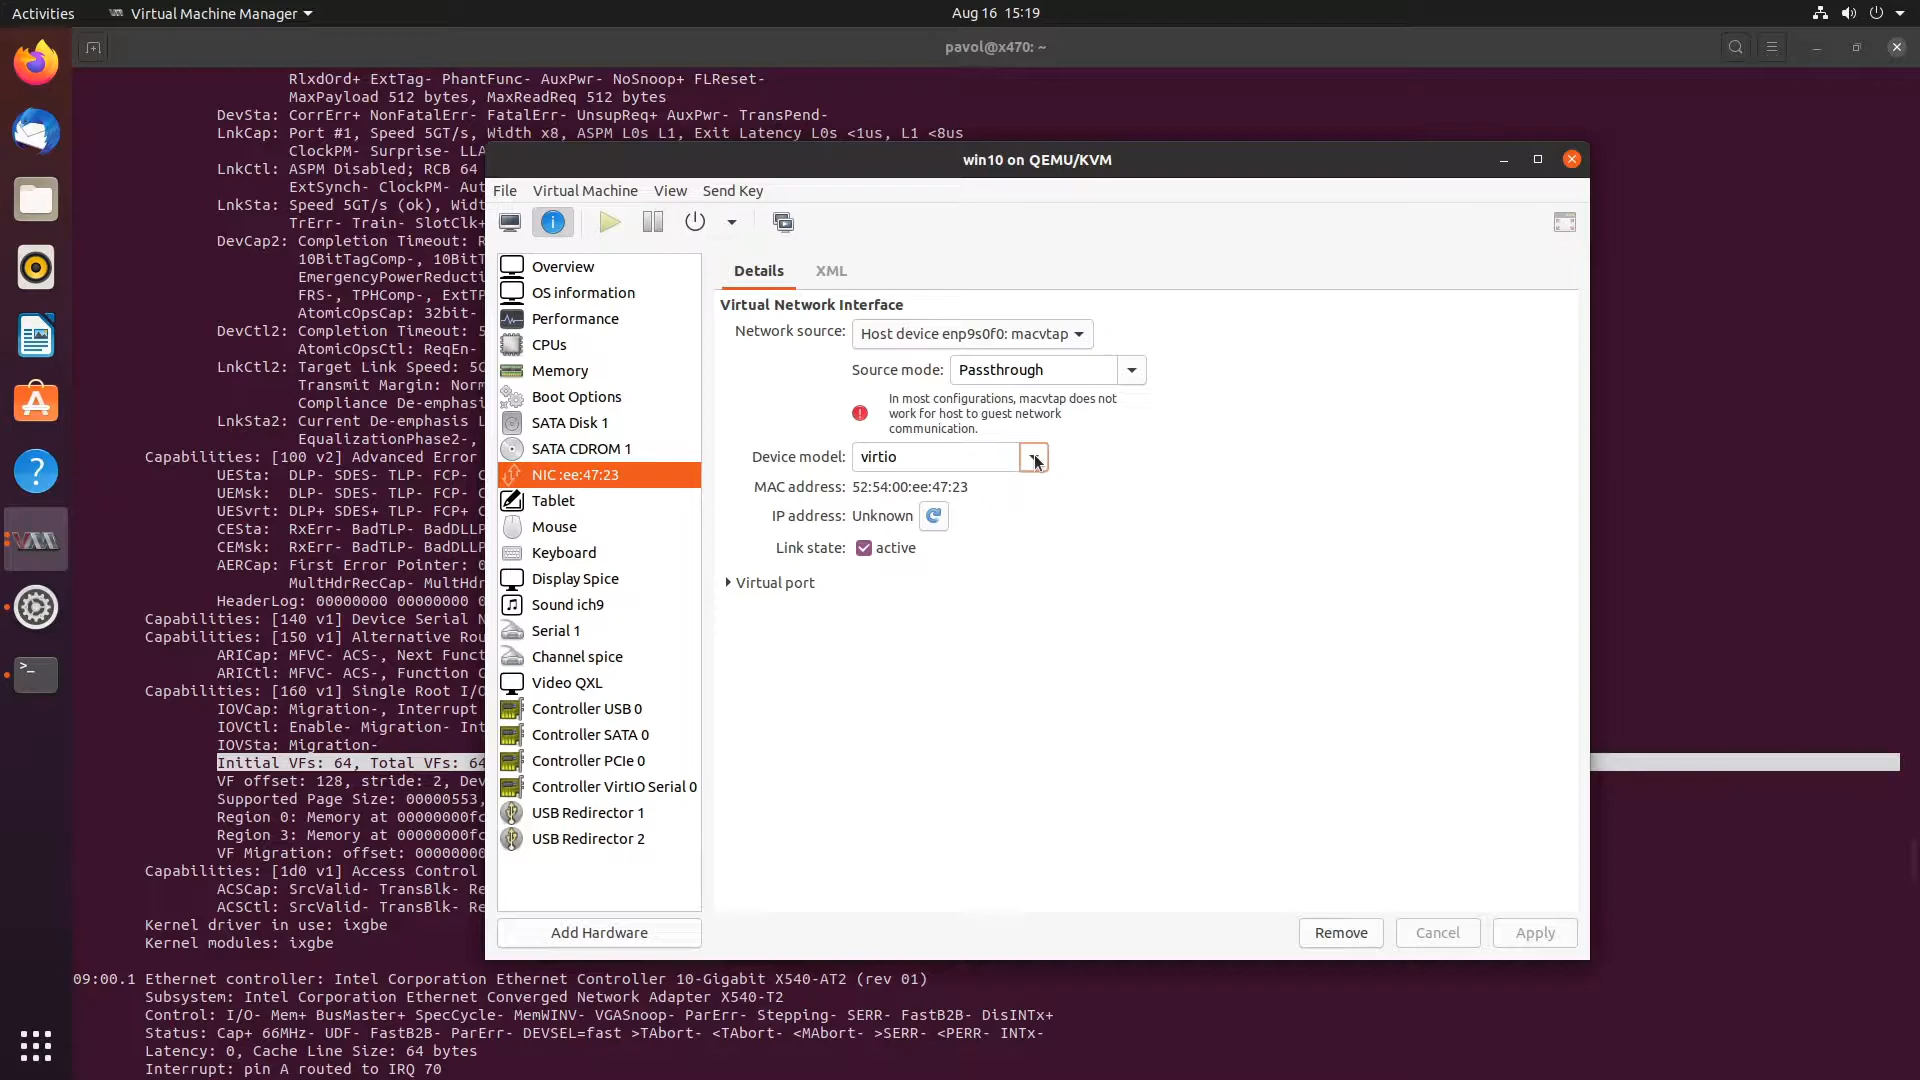 Activities
Virtual Machine Manager
Aug 16 15:19
pavol@x470: ~
RlxdOrd+ ExtTag- PhantFunc- AuxPwr- NoSnoop+ FLReset-
MaxPayload 512 bytes, MaxReadReq 512 bytes
DevSta: CorrErr+ NonFatalErr- FatalErr- UnsupReq+ AuxPwr- TransPend-
LnkCap: Port #1, Speed 5GT/s, Width x8, ASPM L0s L1, Exit Latency L0s <1us, L1 <8us
ClockPM- Surprise- LLA
LnkCtl: ASPM Disabled; RCB 64
ExtSynch- ClockPM- Aut
LnkSta: Speed 5GT/s (ok), Widt
TrErr- Train- SlotClk+
DevCap2: Completion Timeout: R
10BitTagComp-, 10BitT
EmergencyPowerReducti
FRS-, TPHComp-, ExtTP
AtomicOpsCap: 32bit-
DevCtl2: Completion Timeout: 5
AtomicOpsCtl: ReqEn-
LnkCtl2: Target Link Speed: 5G
Transmit Margin: Norm
Compliance De-emphasi
LnkSta2: Current De-emphasis L
EqualizationPhase2-,
Capabilities: [100 v2] Advanced Error
UESta: DLP- SDES- TLP- FCP- C
UEMsk: DLP- SDES- TLP- FCP- C
UESvrt: DLP+ SDES+ TLP- FCP+ C
CESta: RxErr- BadTLP- BadDLLP
CEMsk: RxErr- BadTLP- BadDLLP
AERCap: First Error Pointer: 0
MultHdrRecCap- MultHdr
HeaderLog: 00000000 00000000 0
Capabilities: [140 v1] Device Serial N
Capabilities: [150 v1] Alternative Rou
ARICap: MFVC- ACS-, Next Funct
ARICtl: MFVC- ACS-, Function G
Capabilities: [160 v1] Single Root I/O
IOVCap: Migration-, Interrupt
IOVCtl: Enable- Migration- Int
IOVSta: Migration-
Initial VFs: 64, Total VFs: 64
VF offset: 128, stride: 2, Dev
Supported Page Size: 00000553,
Region 0: Memory at 00000000fc
Region 3: Memory at 00000000fc
VF Migration: offset: 00000000
Capabilities: [1d0 v1] Access Control
ACSCap: SrcValid- TransBlk- Re
ACSCtl: SrcValid- TransBlk- Re
Kernel driver in use: ixgbe
Kernel modules: ixgbe
09:00.1 Ethernet controller: Intel Corporation Ethernet Controller 10-Gigabit X540-AT2 (rev 01)
Subsystem: Intel Corporation Ethernet Converged Network Adapter X540-T2
Control: I/O- Mem+ BusMaster+ SpecCycle- MemWINV- VGASnoop- ParErr- Stepping- SERR- FastB2B- DisINTx+
Status: Cap+ 66MHz- UDF- FastB2B- ParErr- DEVSEL=fast >TAbort- <TAbort- <MAbort- >SERR- <PERR- INTx-
Latency: 0, Cache Line Size: 64 bytes
Interrupt: pin A routed to IRQ 70
win10 on QEMU/KVM
File Virtual Machine View Send Key
Overview
OS information
Performance
CPUs
Memory
Boot Options
SATA Disk 1
SATA CDROM 1
NIC :ee:47:23
Tablet
Mouse
Keyboard
Display Spice
Sound ich9
Serial 1
Channel spice
Video QXL
Controller USB 0
Controller SATA 0
Controller PCIe 0
Controller VirtIO Serial 0
USB Redirector 1
USB Redirector 2
Add Hardware
Details XML
Virtual Network Interface
Network source: Host device enp9s0f0: macvtap
Source mode: Passthrough
In most configurations, macvtap does not
work for host to guest network
communication.
Device model: virtio
MAC address: 52:54:00:ee:47:23
IP address: Unknown
Link state: active
Virtual port
Remove Cancel Apply